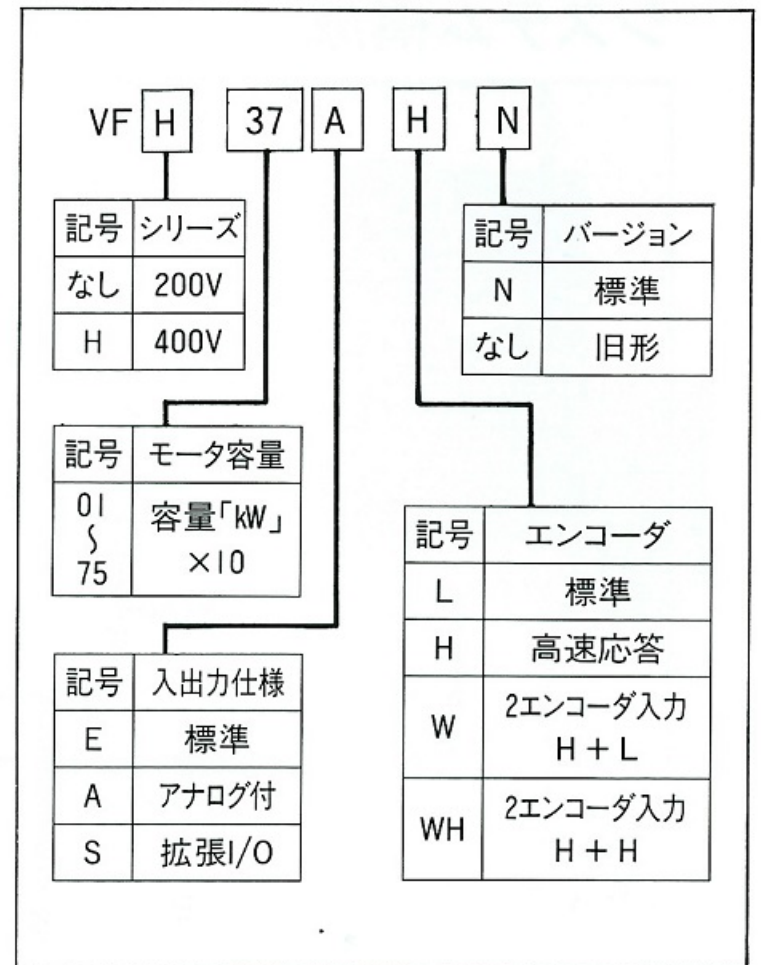 VF H 37 A H N
記号 シリーズ
なし 200V
H 400V
記号 バージョン
N 標準
なし 旧形
記号 モータ容量
01
〜
75
容量「kW」
×10
記号 エンコーダ
L 標準
H 高速応答
W 2エンコーダ入力
H+L
WH 2エンコーダ入力
H+H
記号 入出力仕様
E 標準
A アナログ付
S 拡張I/O